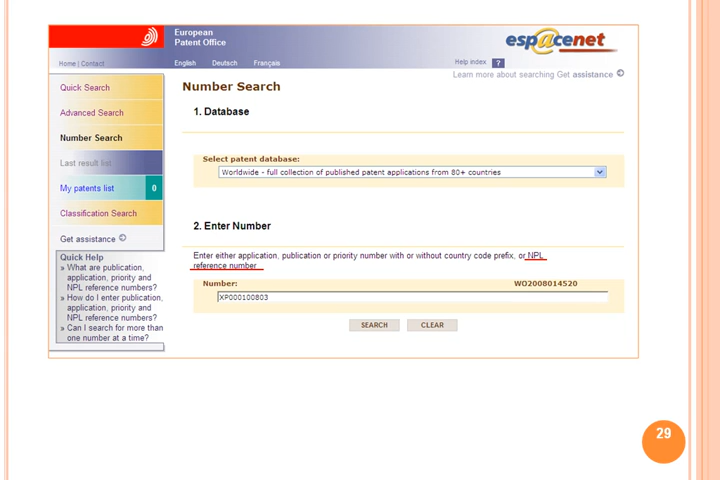 European
Patent Office
espacenet
Home | Contact
English Deutsch Français
Help index ?
Learn more about searching Get assistance
Quick Search
Advanced Search
Number Search
Last result list
My patents list 0
Classification Search
Get assistance
Quick Help
» What are publication,
application, priority and
NPL reference numbers?
» How do I enter publication,
application, priority and
NPL reference numbers?
» Can I search for more than
one number at a time?
Number Search
1. Database
Select patent database:
Worldwide - full collection of published patent applications from 80+ countries
2. Enter Number
Enter either application, publication or priority number with or without country code prefix, or NPL
reference number
Number: WO2008014520
XP000100803
SEARCH CLEAR
29